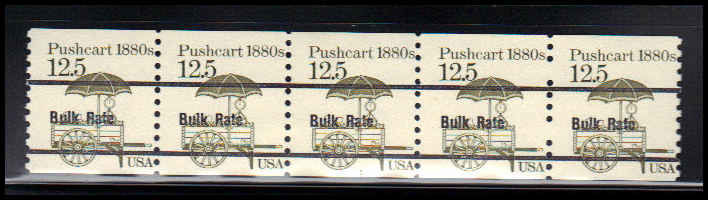 Pushcart 1880s Pushcart 1880s Pushcart 1880s Pushcart 1880s Pushcart 1880s
12.5 12.5 12.5 12.5 12.5
Bulk Rate Bulk Rate Bulk Rate Bulk Rate Bulk Rate
USA USA USA USA USA